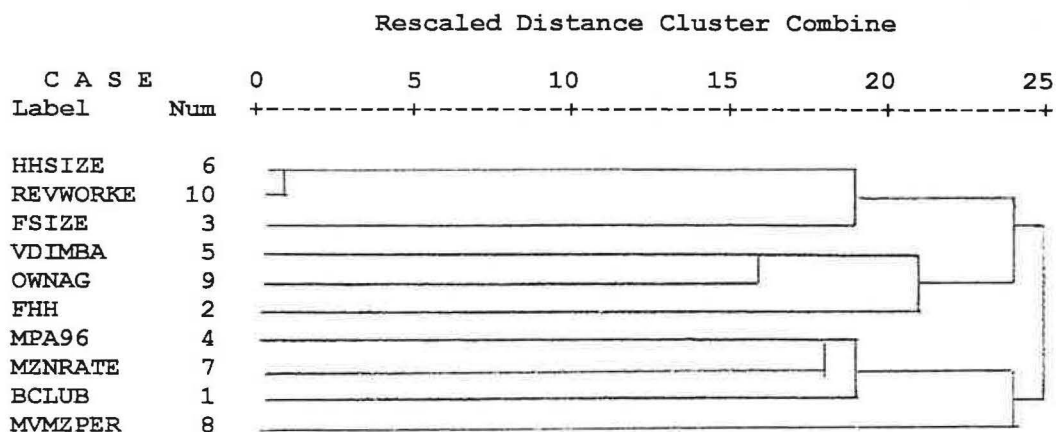 Rescaled Distance Cluster Combine
C A S E 0 5 10 15 20 25
Label Num +---------+---------+---------+---------+---------+
HHSIZE 6
REVWORKE 10
FSIZE 3
VDIMBA 5
OWNAG 9
FHH 2
MPA96 4
MZNRATE 7
BCLUB 1
MVMZPER 8